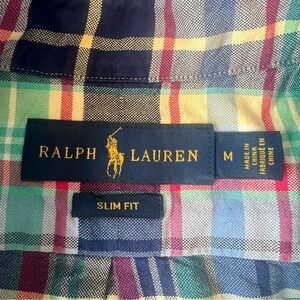 RALPH LAUREN
M
MADE IN
CHINA
FABRIQUÉ EN
CHINE
SLIM FIT